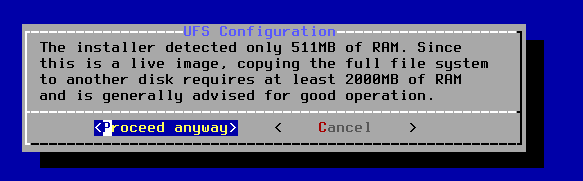 UFS Configuration
The installer detected only 511MB of RAM. Since
this is a live image, copying the full file system
to another disk requires at least 2000MB of RAM
and is generally advised for good operation.
<Proceed anyway> < Cancel >